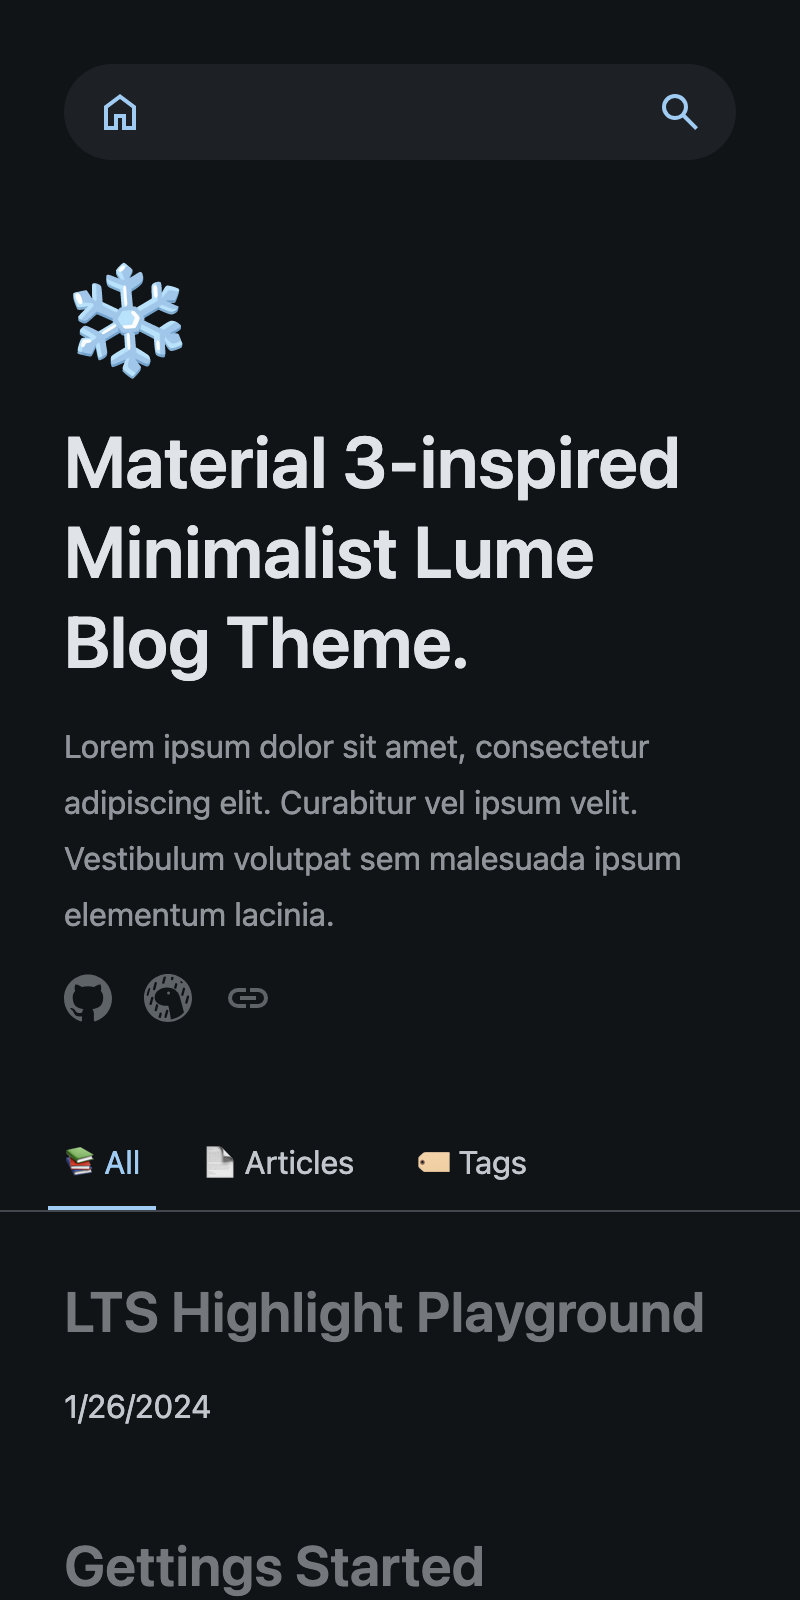 Material 3-inspired
Minimalist Lume
Blog Theme.
Lorem ipsum dolor sit amet, consectetur
adipiscing elit. Curabitur vel ipsum velit.
Vestibulum volutpat sem malesuada ipsum
elementum lacinia.
All Articles Tags
LTS Highlight Playground
1/26/2024
Gettings Started